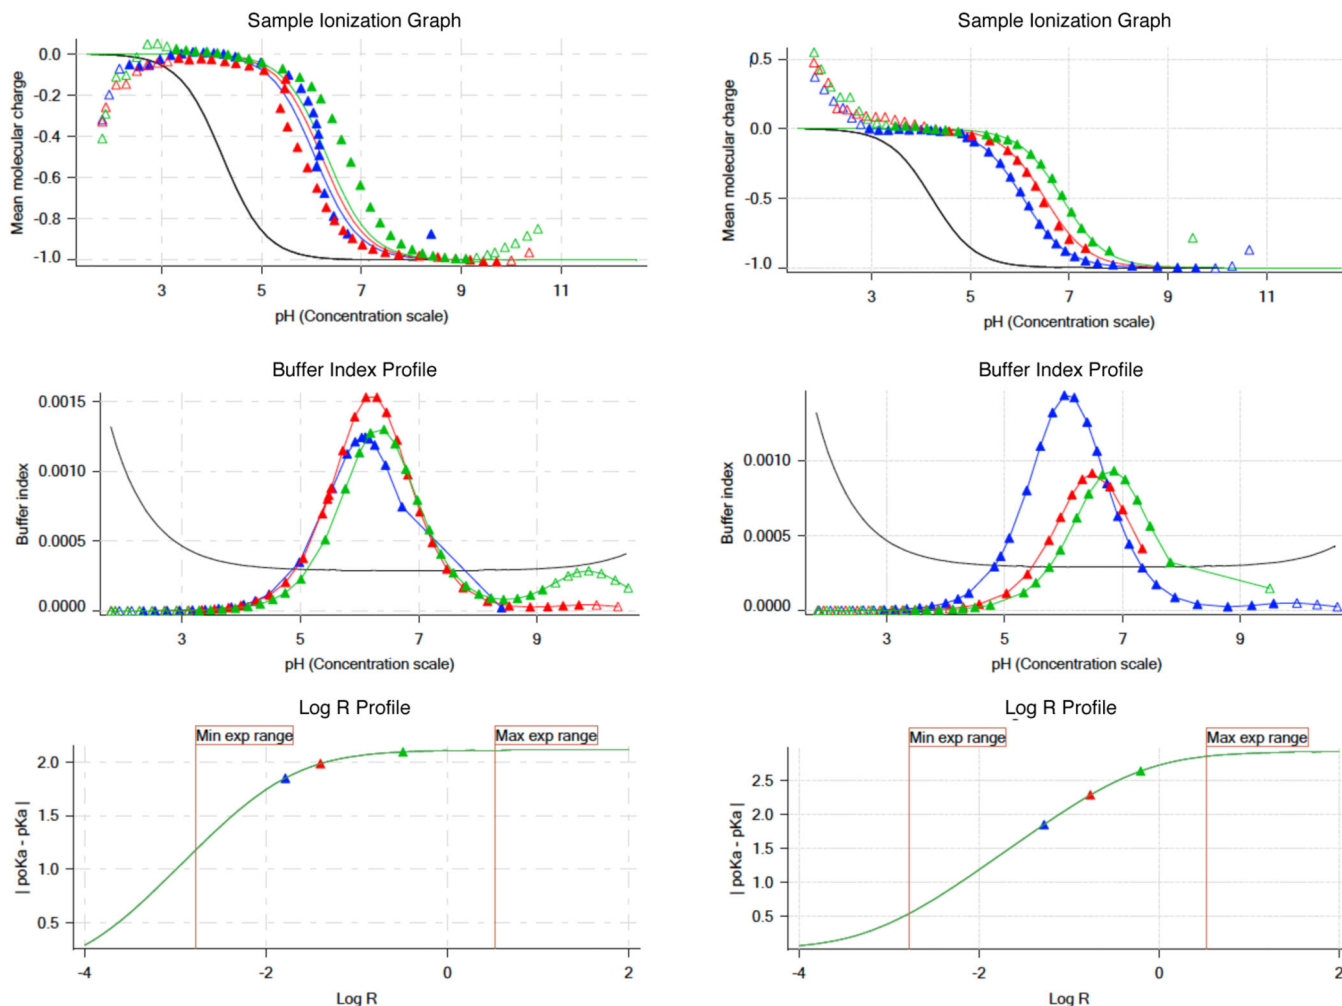 Sample Ionization Graph
Mean molecular charge
0.0
-0.2
-0.4
-0.6
-0.8
-1.0
3 5 7 9 11
pH (Concentration scale)
Sample Ionization Graph
Mean molecular charge
0.5
0.0
-0.5
-1.0
3 5 7 9 11
pH (Concentration scale)
Buffer Index Profile
Buffer index
0.0015
0.0010
0.0005
0.0000
3 5 7 9
pH (Concentration scale)
Buffer Index Profile
Buffer index
0.0010
0.0005
0.0000
3 5 7 9
pH (Concentration scale)
Log R Profile
Min exp range
Max exp range
| poKa - pKa |
2.0
1.5
1.0
0.5
-4 -2 0 2
Log R
Log R Profile
Min exp range
Max exp range
| poKa - pKa |
2.5
2.0
1.5
1.0
0.5
-4 -2 0 2
Log R